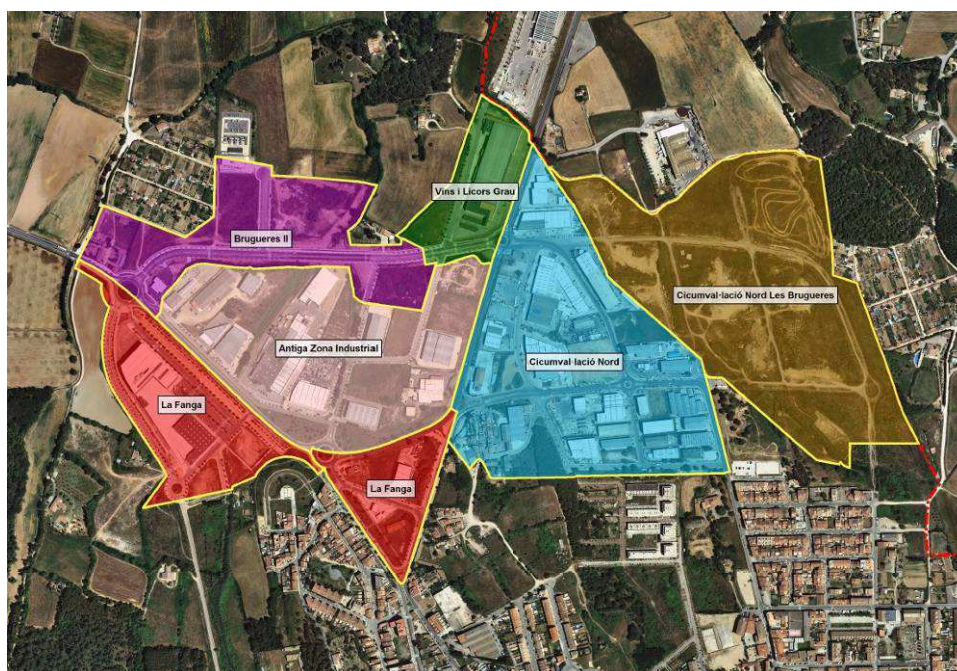 Vins i Licors Grau
Brugueres II
Cicumval·lació Nord Les Brugueres
Antiga Zona Industrial
Cicumval·lació Nord
La Fanga
La Fanga